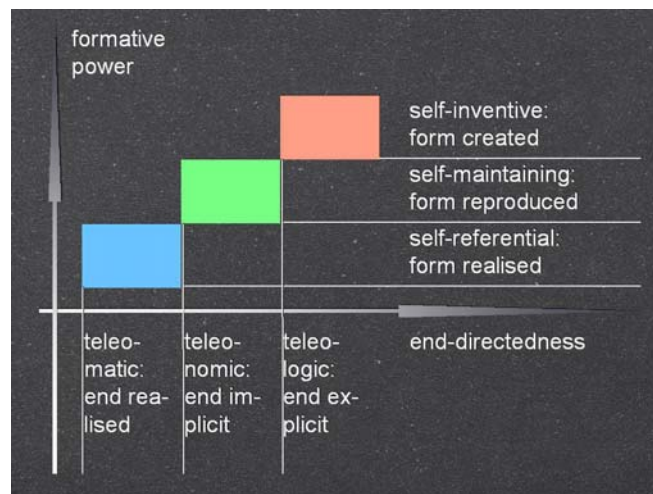 formative
power
self-inventive:
form created
self-maintaining:
form reproduced
self-referential:
form realised
teleo-
matic:
end rea-
lised
teleo-
nomic:
end im-
plicit
teleo-
logic:
end ex-
plicit
end-directedness